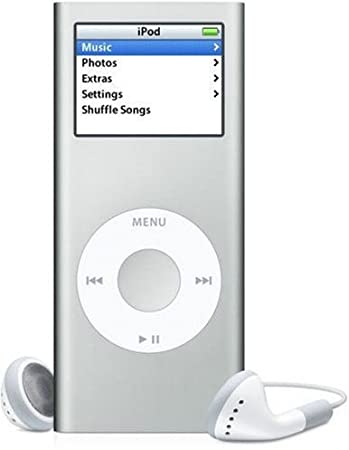 iPod
Music
Photos
Extras
Settings
Shuffle Songs
MENU